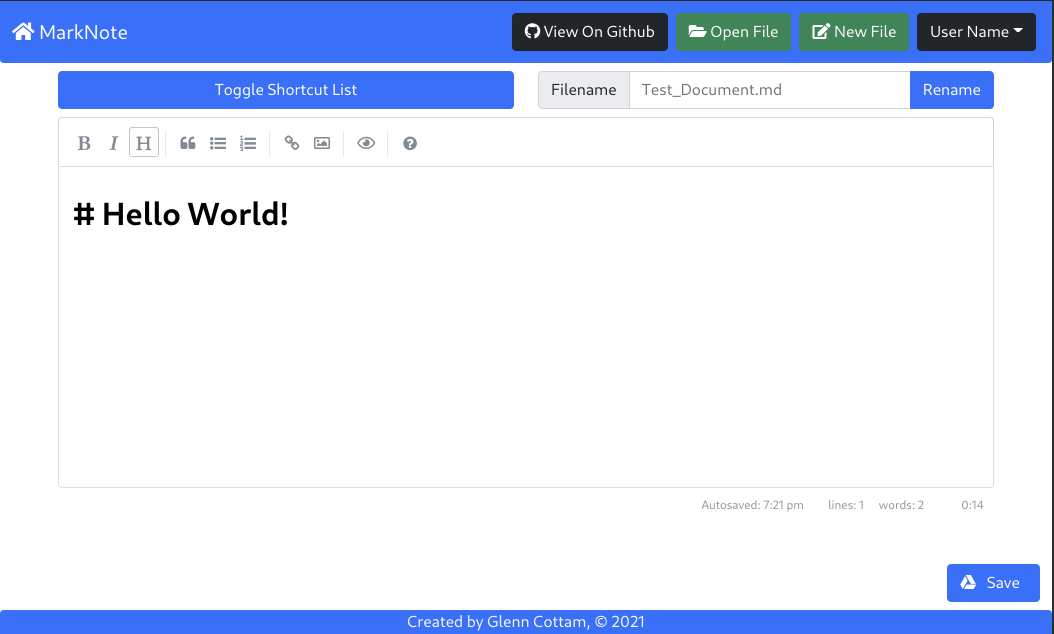 MarkNote View On Github Open File New File User Name
Toggle Shortcut List Filename Test_Document.md Rename
B I H
# Hello World!
Autosaved: 7:21 pm lines: 1 words: 2 0:14
Save
Created by Glenn Cottam, © 2021